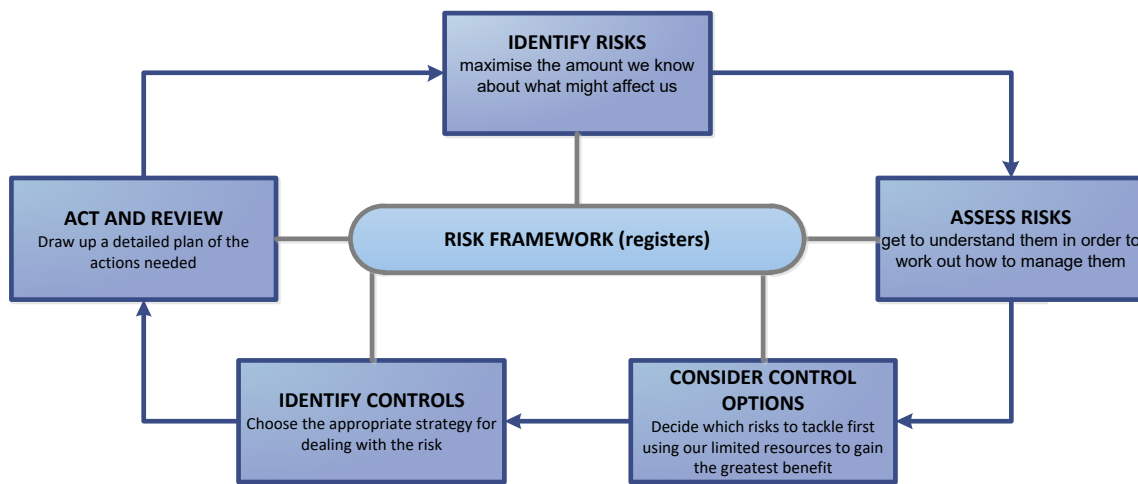 IDENTIFY RISKS
maximise the amount we know
about what might affect us
ACT AND REVIEW
Draw up a detailed plan of the
actions needed
RISK FRAMEWORK (registers)
ASSESS RISKS
get to understand them in order to
work out how to manage them
IDENTIFY CONTROLS
Choose the appropriate strategy for
dealing with the risk
CONSIDER CONTROL
OPTIONS
Decide which risks to tackle first
using our limited resources to gain
the greatest benefit